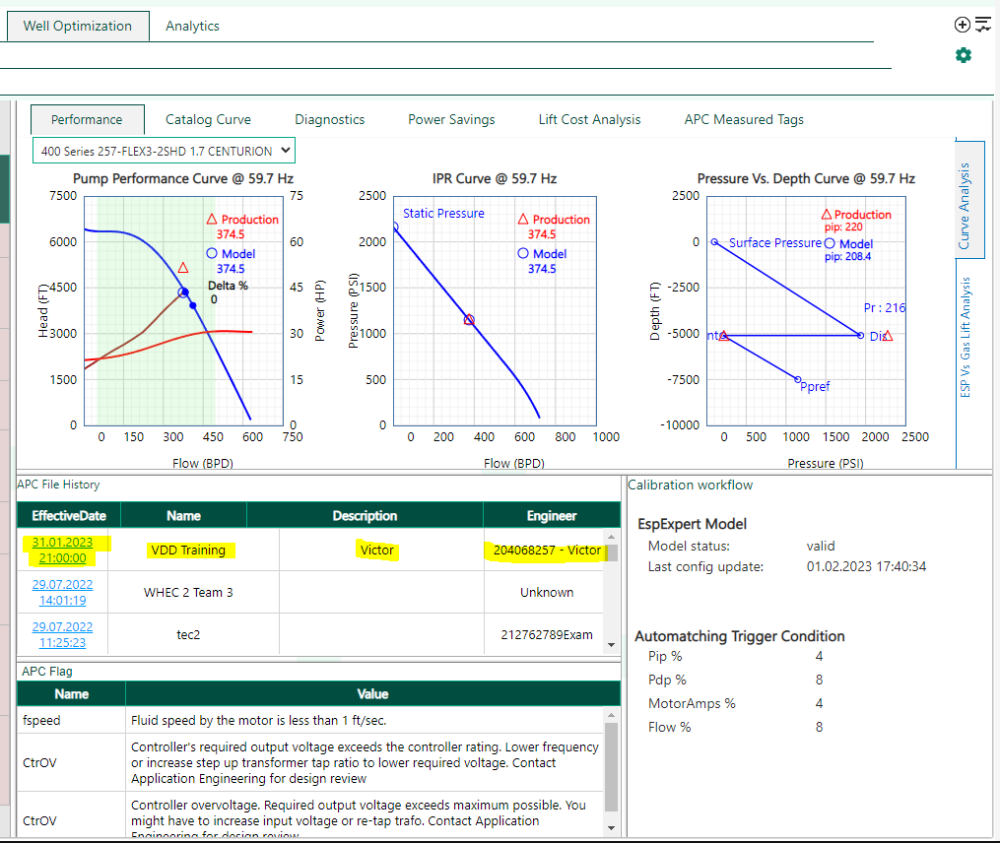 Well Optimization
Analytics
Performance
Catalog Curve
Diagnostics
Power Savings
Lift Cost Analysis
APC Measured Tags
400 Series 257-FLEX3-2SHD 1.7 CENTURION
Pump Performance Curve @ 59.7 Hz
7500
6000
4500
3000
1500
0
Head (FT)
75
60
45
30
15
0
Power (HP)
Production
374.5
Model
374.5
Delta %
0
0 150 300 450 600 750
Flow (BPD)
IPR Curve @ 59.7 Hz
2500
2000
1500
1000
500
0
Pressure (PSI)
Static Pressure
Production
374.5
Model
374.5
0 200 400 600 800 1000
Flow (BPD)
Pressure Vs. Depth Curve @ 59.7 Hz
2500
0
-2500
-5000
-7500
-10000
Depth (FT)
Production
pip: 220
Surface Pressure
Model
pip: 208.4
Pr : 216
nt
Dis
Ppref
0 500 1000 1500 2000 2500
Pressure (PSI)
Curve Analysis
ESP Vs Gas Lift Analysis
APC File History
EffectiveDate Name Description Engineer
31.01.2023
21:00:00
VDD Training
Victor
204068257 - Victor
29.07.2022
14:01:19
WHEC 2 Team 3
Unknown
29.07.2022
11:25:23
tec2
212762789Exam
APC Flag
Name Value
fspeed
Fluid speed by the motor is less than 1 ft/sec.
CtrOV
Controller's required output voltage exceeds the controller rating. Lower frequency
or increase step up transformer tap ratio to lower required voltage. Contact
Application Engineering for design review
CtrOV
Controller overvoltage. Required output voltage exceeds maximum possible. You
might have to increase input voltage or re-tap trafo. Contact Application
Engineering for design review
Calibration workflow
EspExpert Model
Model status: valid
Last config update: 01.02.2023 17:40:34
Automatching Trigger Condition
Pip % 4
Pdp % 8
MotorAmps % 4
Flow % 8